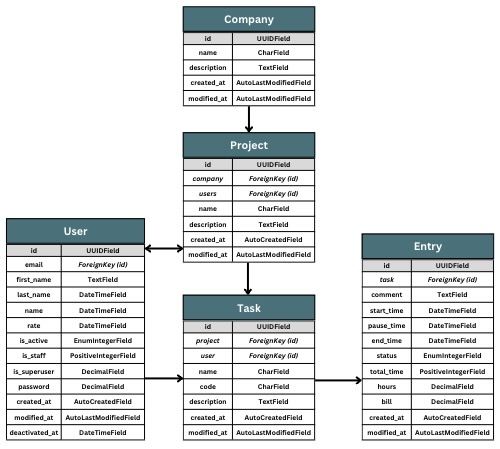 Company
id UUIDField
name CharField
description TextField
created_at AutoLastModifiedField
modified_at AutoLastModifiedField
Project
id UUIDField
company ForeignKey (id)
users ForeignKey (id)
name CharField
description TextField
created_at AutoCreatedField
modified_at AutoLastModifiedField
User
id UUIDField
email ForeignKey (id)
first_name TextField
last_name DateTimeField
name DateTimeField
rate DateTimeField
is_active EnumIntegerField
is_staff PositiveIntegerField
is_superuser DecimalField
password DecimalField
created_at AutoCreatedField
modified_at AutoLastModifiedField
deactivated_at DateTimeField
Task
id UUIDField
project ForeignKey (id)
user ForeignKey (id)
name CharField
code CharField
description TextField
created_at AutoCreatedField
modified_at AutoLastModifiedField
Entry
id UUIDField
task ForeignKey (id)
comment TextField
start_time DateTimeField
pause_time DateTimeField
end_time DateTimeField
status EnumIntegerField
total_time PositiveIntegerField
hours DecimalField
bill DecimalField
created_at AutoCreatedField
modified_at AutoLastModifiedField